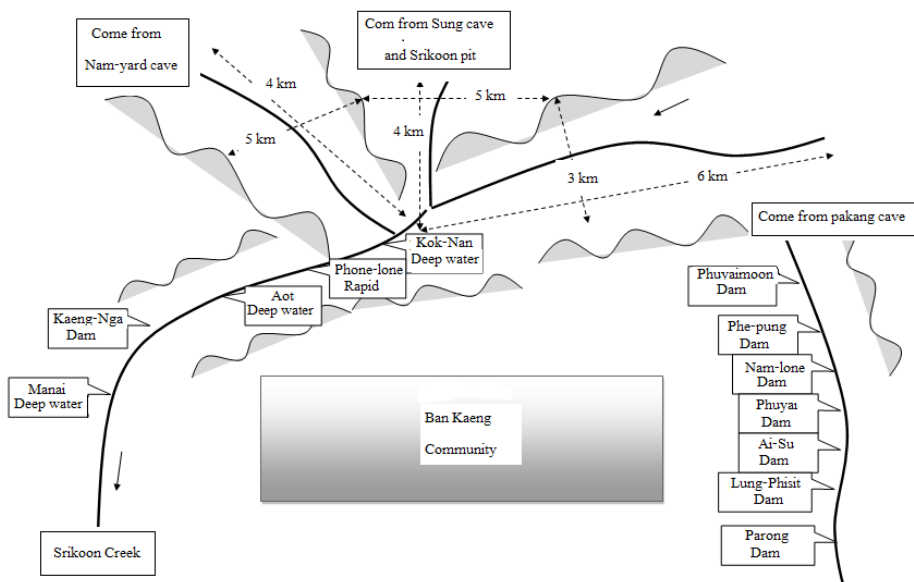 Come from
Nam-yard cave
Com from Sung cave
and Srikoon pit
4 km
5 km
5 km
4 km
3 km
6 km
Come from pakang cave
Kok-Nan
Deep water
Phone-lone
Rapid
Aot
Deep water
Kaeng-Nga
Dam
Manai
Deep water
Srikoon Creek
Ban Kaeng
Community
Phuyaimoon
Dam
Phe-pung
Dam
Nam-lone
Dam
Phuyai
Dam
Ai-Su
Dam
Lung-Phisit
Dam
Parong
Dam